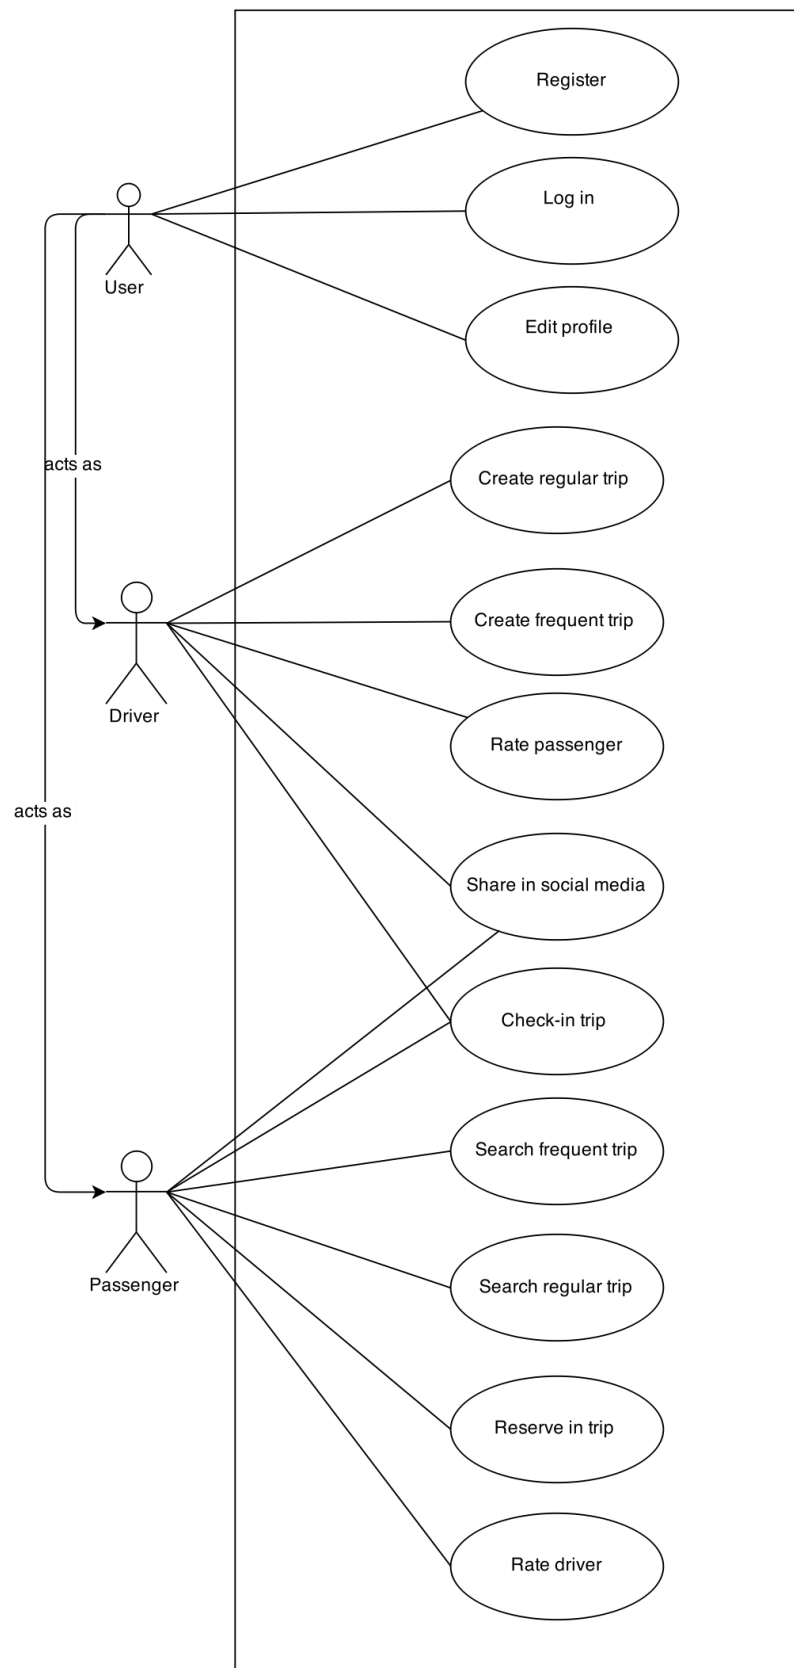 Register
Log in
User
Edit profile
acts as
Create regular trip
Create frequent trip
Driver
Rate passenger
acts as
Share in social media
Check-in trip
Search frequent trip
Passenger
Search regular trip
Reserve in trip
Rate driver